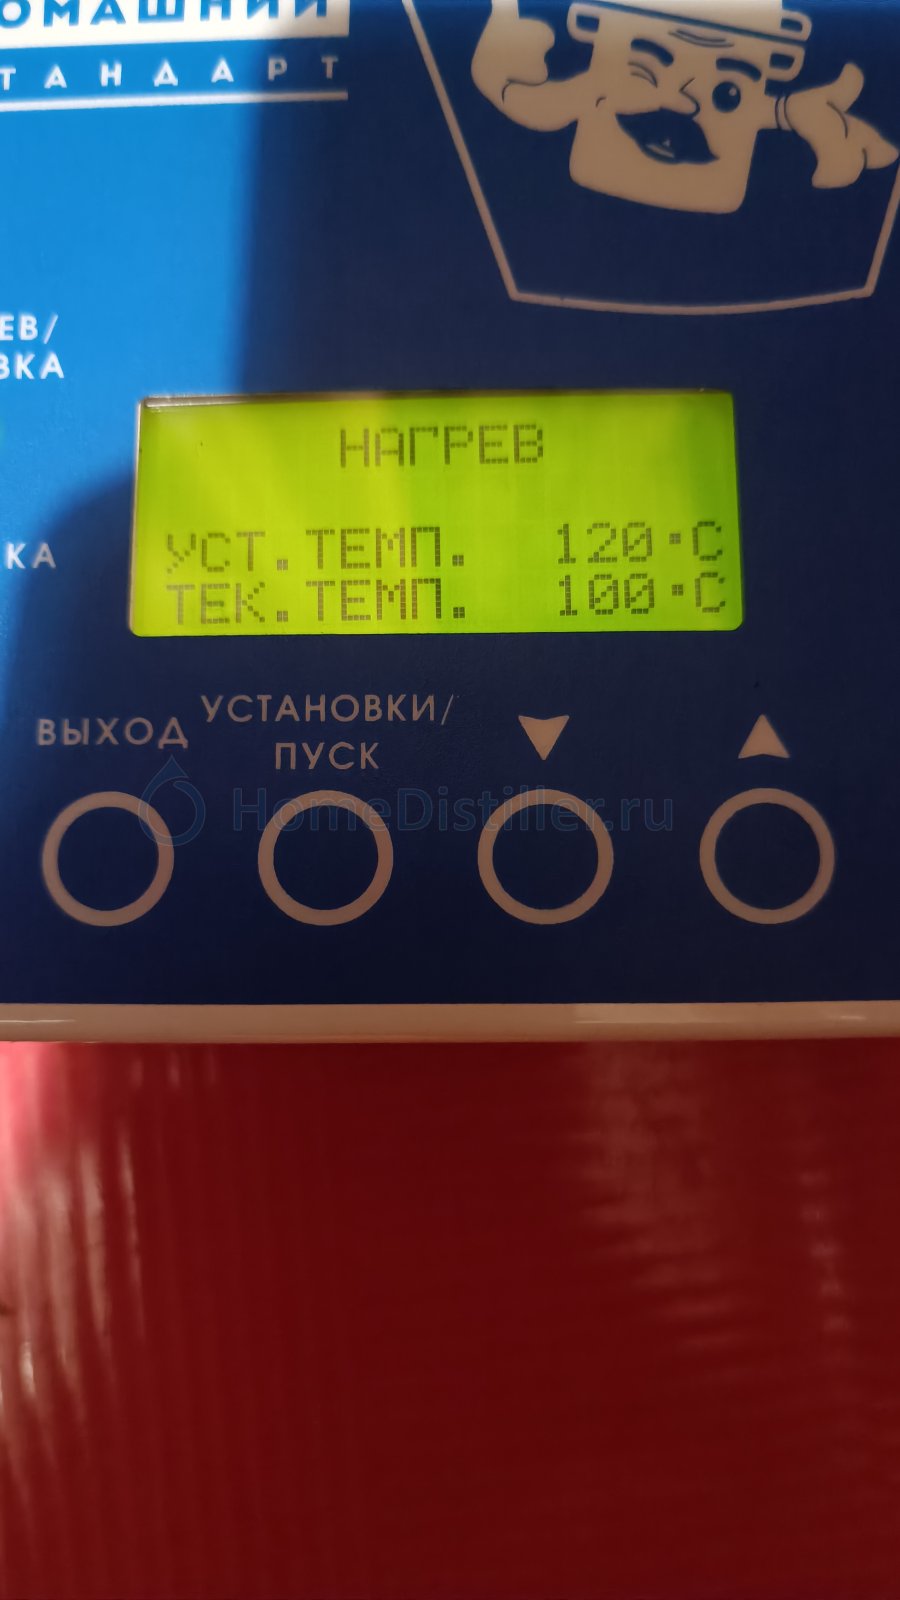 ОМАШНИЙ
ТАНДАРТ
ЕВ/
ВКА
КА
НАГРЕВ
УСТ.ТЕМП. 120°С
ТЕК.ТЕМП. 100°С
ВЫХОД
УСТАНОВКИ/
ПУСК
HomeDistiller.ru